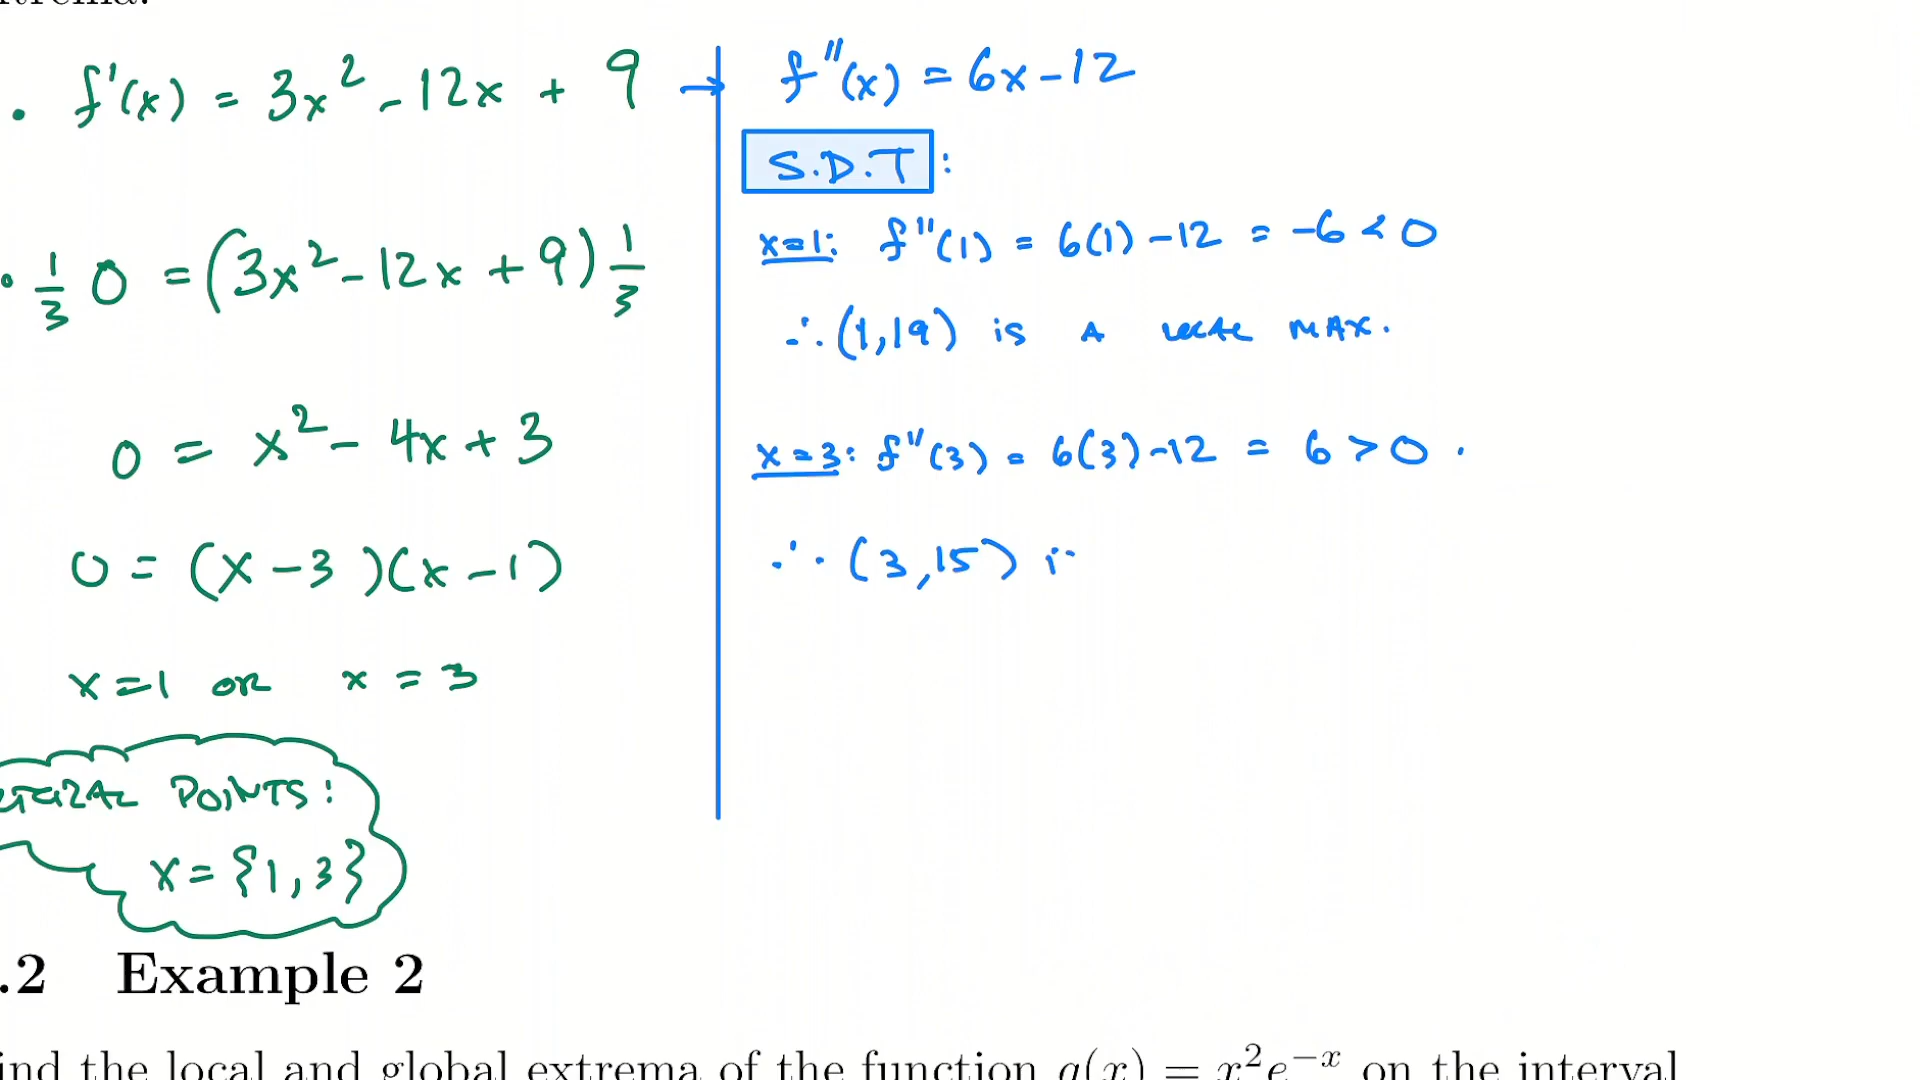 f'(x) = 3x² - 12x + 9 →
1/3 0 = (3x² - 12x + 9) 1/3
0 = x² - 4x + 3
0 = (x - 3)(x - 1)
x = 1 or x = 3
POINTS:
x = {1, 3}
f''(x) = 6x - 12
S.D.T :
x=1: f''(1) = 6(1) - 12 = -6 < 0
∴ (1,19) is A LOCAL MAX.
x=3: f''(3) = 6(3) - 12 = 6 > 0.
∴ (3,15) i
.2 Example 2
ind the local and global extrema of the function g(x) = x²e⁻ˣ on the interval